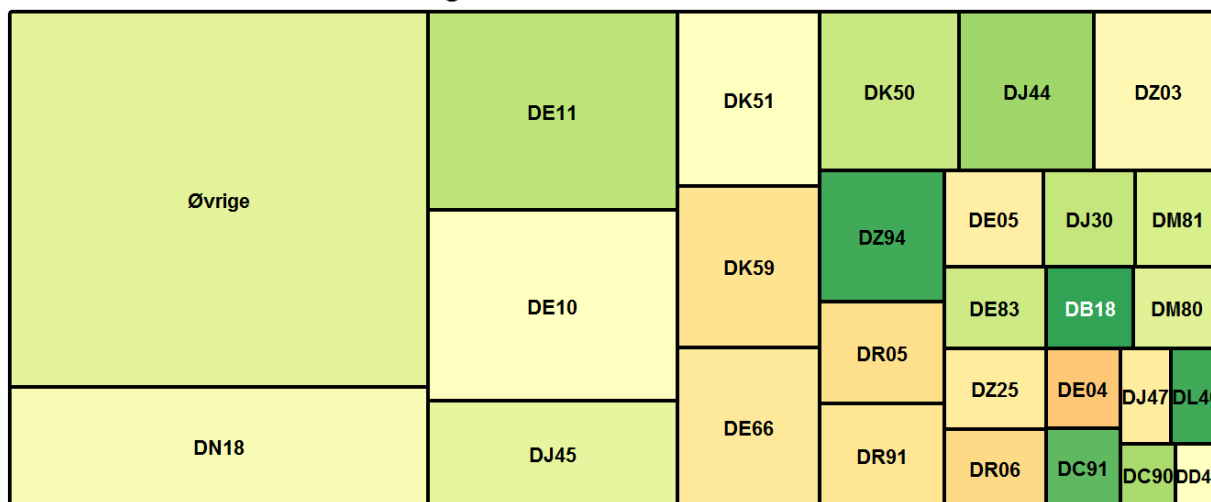 Øvrige
DN18
DE11
DE10
DJ45
DK51
DK59
DE66
DK50
DJ44
DZ03
DZ94
DE05
DJ30
DM81
DR05
DE83
DB18
DM80
DR91
DZ25
DE04
DJ47
DR06
DC91
DC90